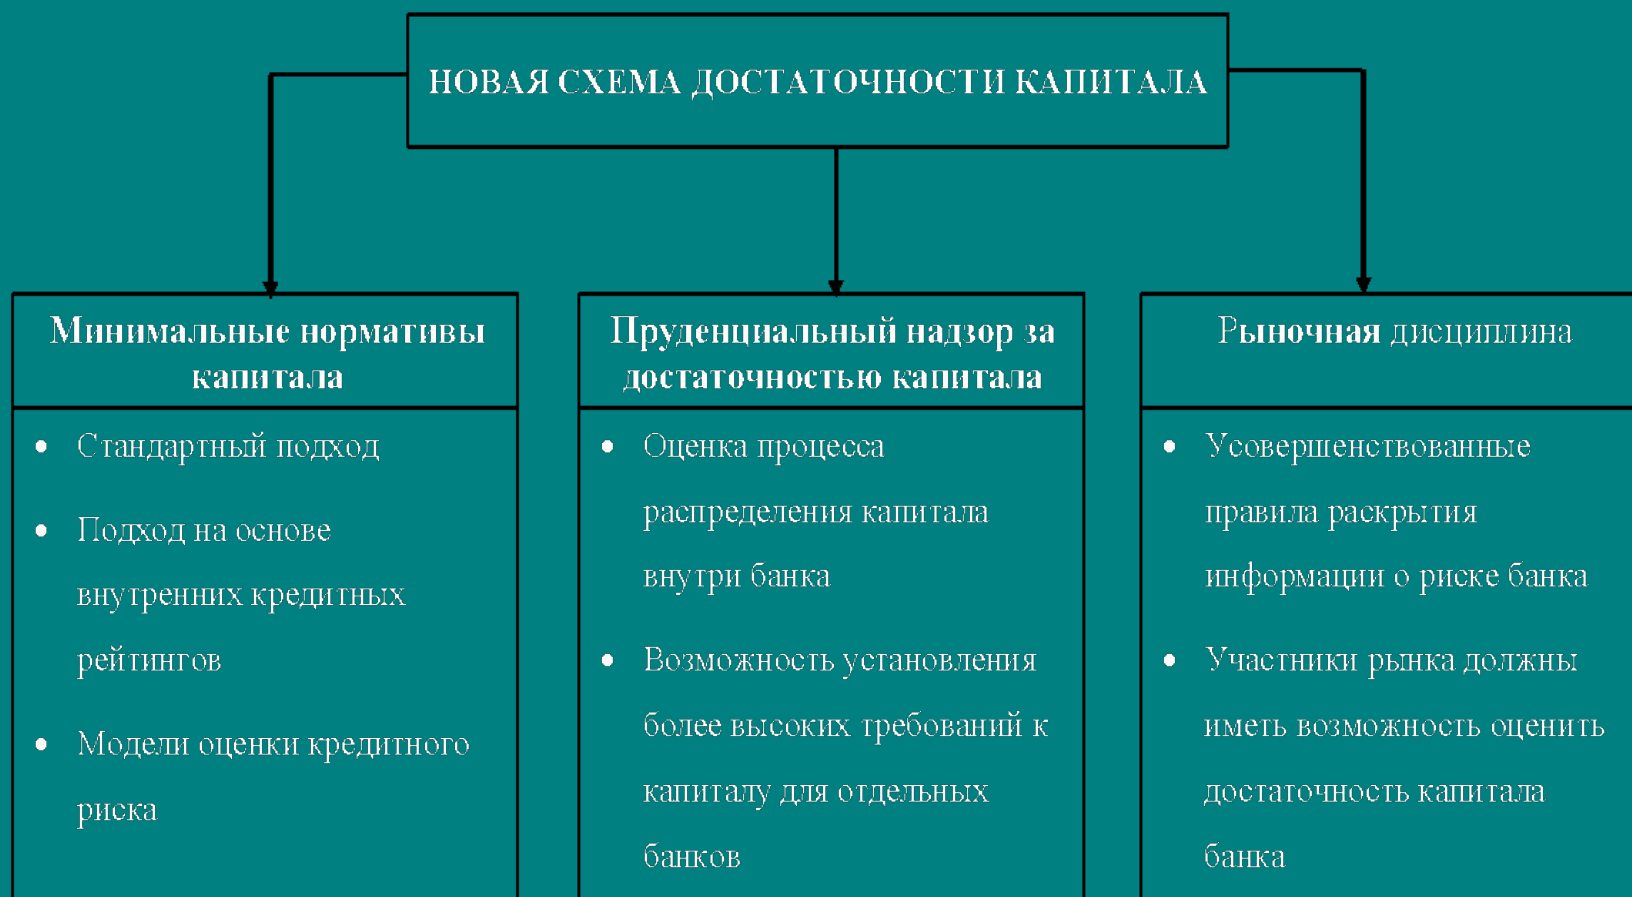 НОВАЯ СХЕМА ДОСТАТОЧНОСТИ КАПИТАЛА
Минимальные нормативы
капитала
• Стандартный подход
• Подход на основе
внутренних кредитных
рейтингов
• Модели оценки кредитного
риска
Пруденциальный надзор за
достаточностью капитала
• Оценка процесса
распределения капитала
внутри банка
• Возможность установления
более высоких требований к
капиталу для отдельных
банков
Рыночная дисциплина
• Усовершенствованные
правила раскрытия
информации о риске банка
• Участники рынка должны
иметь возможность оценить
достаточность капитала
банка